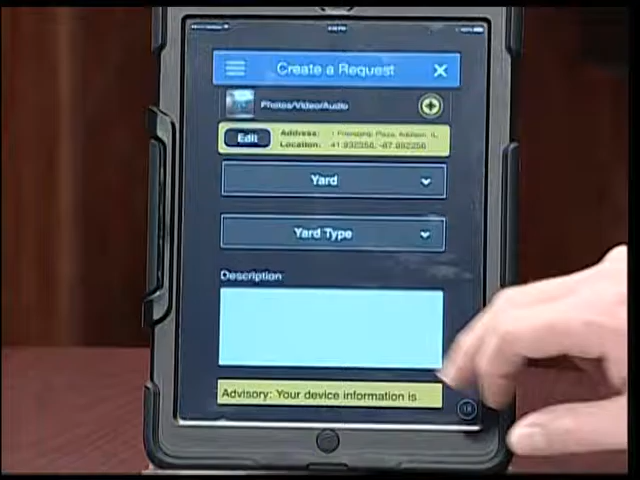 Create a Request
Photos/Video/Audio
Edit
Address: 1 Friendship Plaza, Addison, IL,
Location: 41.932356, -87.992256
Yard
Yard Type
Description
Advisory: Your device information is